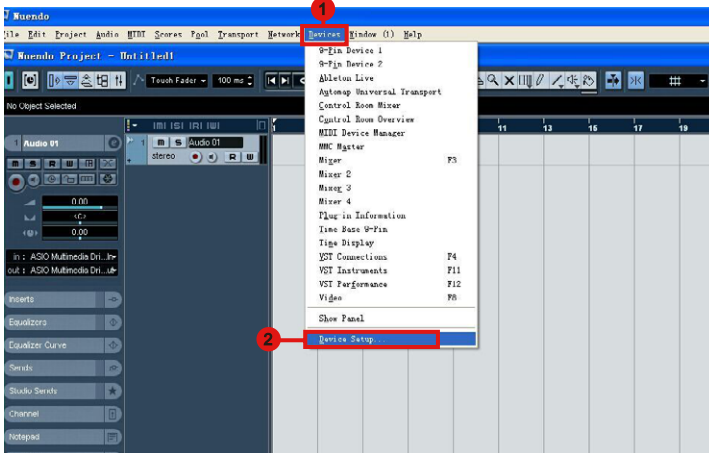 1
Nuendo
File Edit Project Audio MIDI Scores Pool Transport Network Devices Window (1) Help
Nuendo Project - Untitled1
Touch Fader 100 ms
No Object Selected
1 Audio 01
m S R W
0.00
<C>
0.00
in : ASIO Multimedia Dri...In
out : ASIO Multimedia Dri...ut
Inserts
Equalizers
Equalizer Curve
Sends
Studio Sends
Channel
Notepad
[M] [S] [R] [W]
1 m S Audio 01
stereo R W
9-Pin Device 1
9-Pin Device 2
Ableton Live
Automap Universal Transport
Control Room Mixer
Control Room Overview
MIDI Device Manager
MMC Master
Mixer F3
Mixer 2
Mixer 3
Mixer 4
Plug-in Information
Time Base 9-Pin
Time Display
VST Connections F4
VST Instruments F11
VST Performance F12
Video F8
Show Panel
2
Device Setup...
11 13 15 17 19